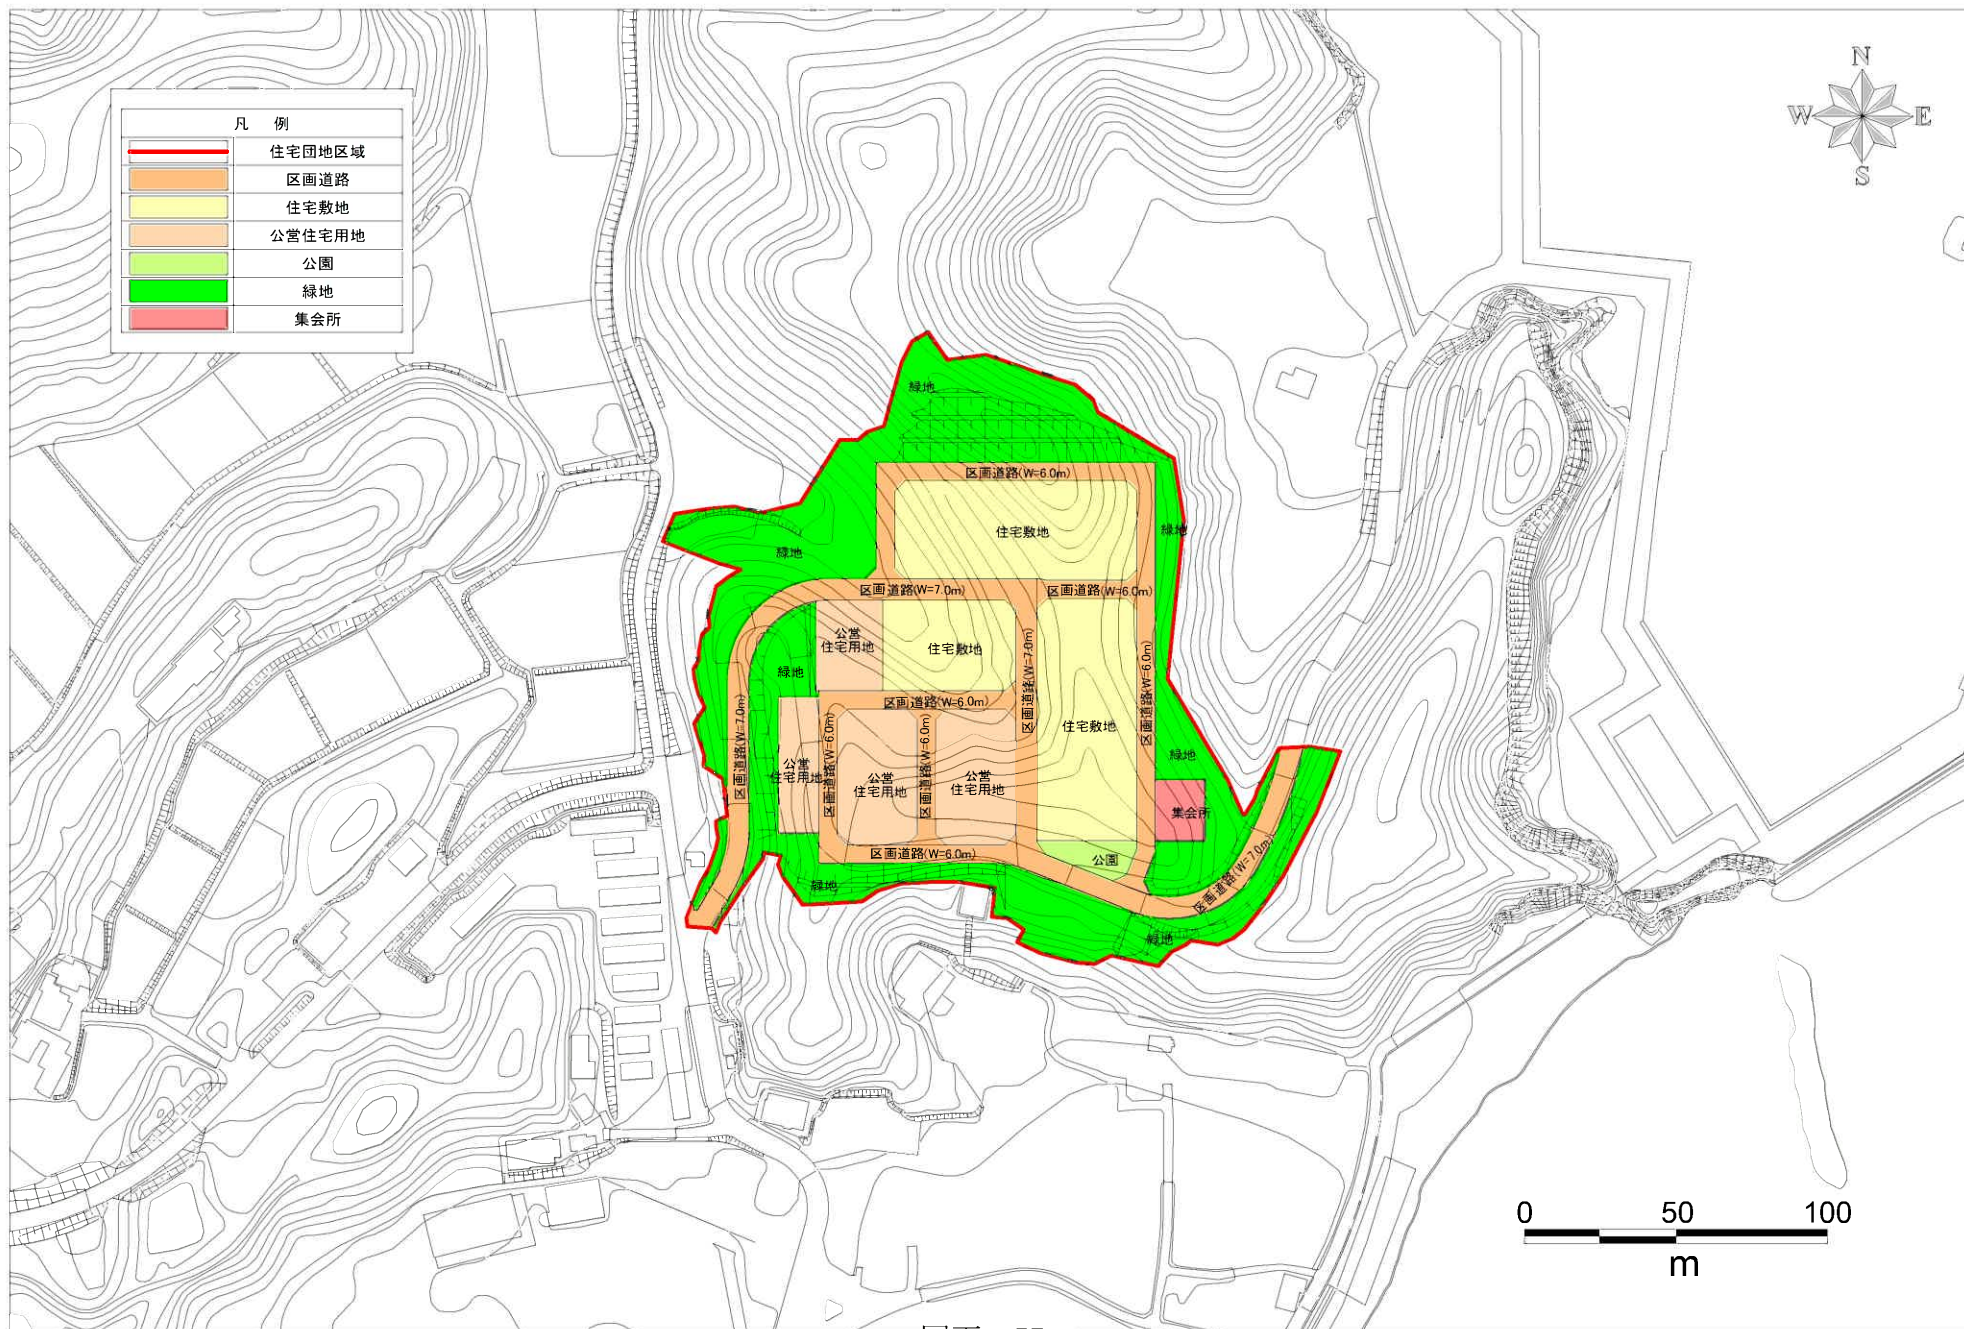 N
W
E
S
凡 例
住宅団地区域
区画道路
住宅敷地
公営住宅用地
公園
緑地
集会所
緑地
区画道路(W=6.0m)
住宅敷地
緑地
緑地
区画道路(W=7.0m)
区画道路(W=6.0m)
公営
住宅用地
住宅敷地
緑地
区画道路(W=7.0m)
区画道路(W=6.0m)
区画道路(W=7.0m)
区画道路(W=6.0m)
住宅敷地
緑地
公営
住宅用地
区画道路(W=6.0m)
公営
住宅用地
区画道路(W=6.0m)
公営
住宅用地
集会所
区画道路(W=6.0m)
公園
区画道路(W=7.0m)
緑地
緑地
0 50 100
m